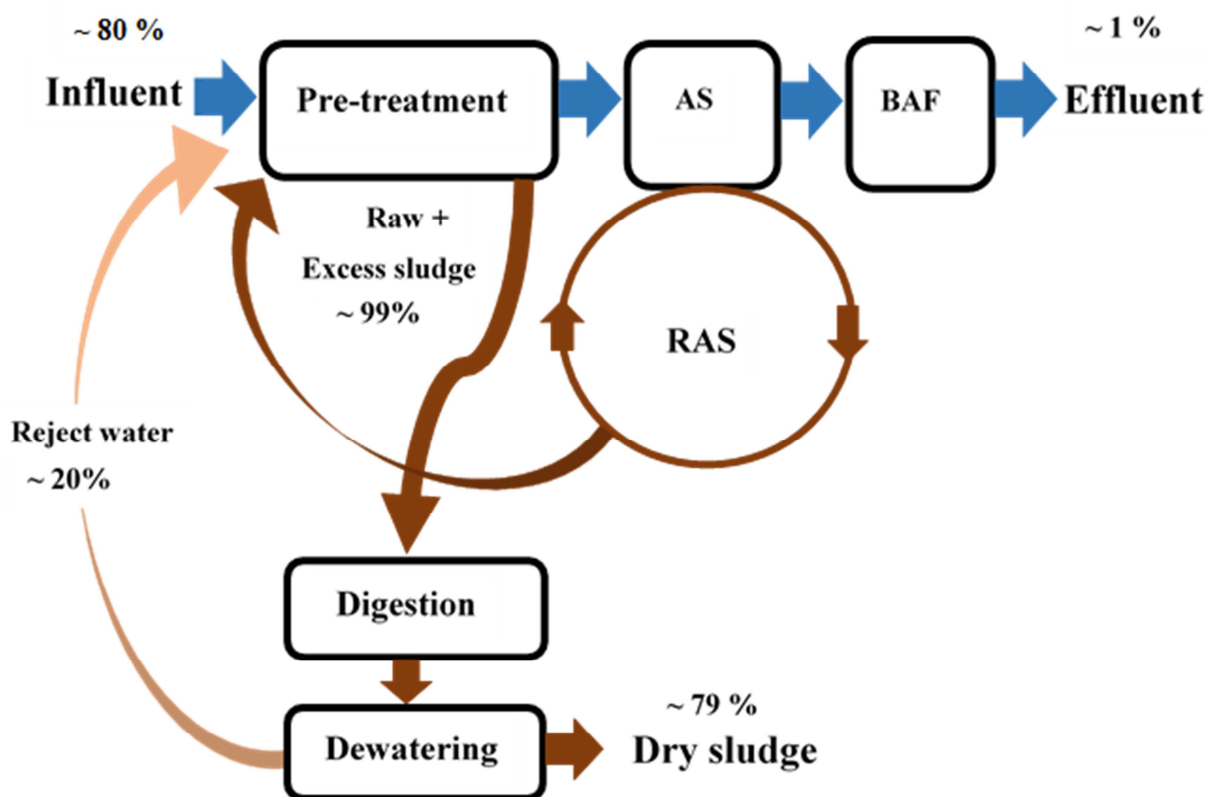 ~ 80 %
Influent
Pre-treatment
AS
BAF
~ 1 %
Effluent
Raw +
Excess sludge
~ 99%
RAS
Reject water
~ 20%
Digestion
Dewatering
~ 79 %
Dry sludge